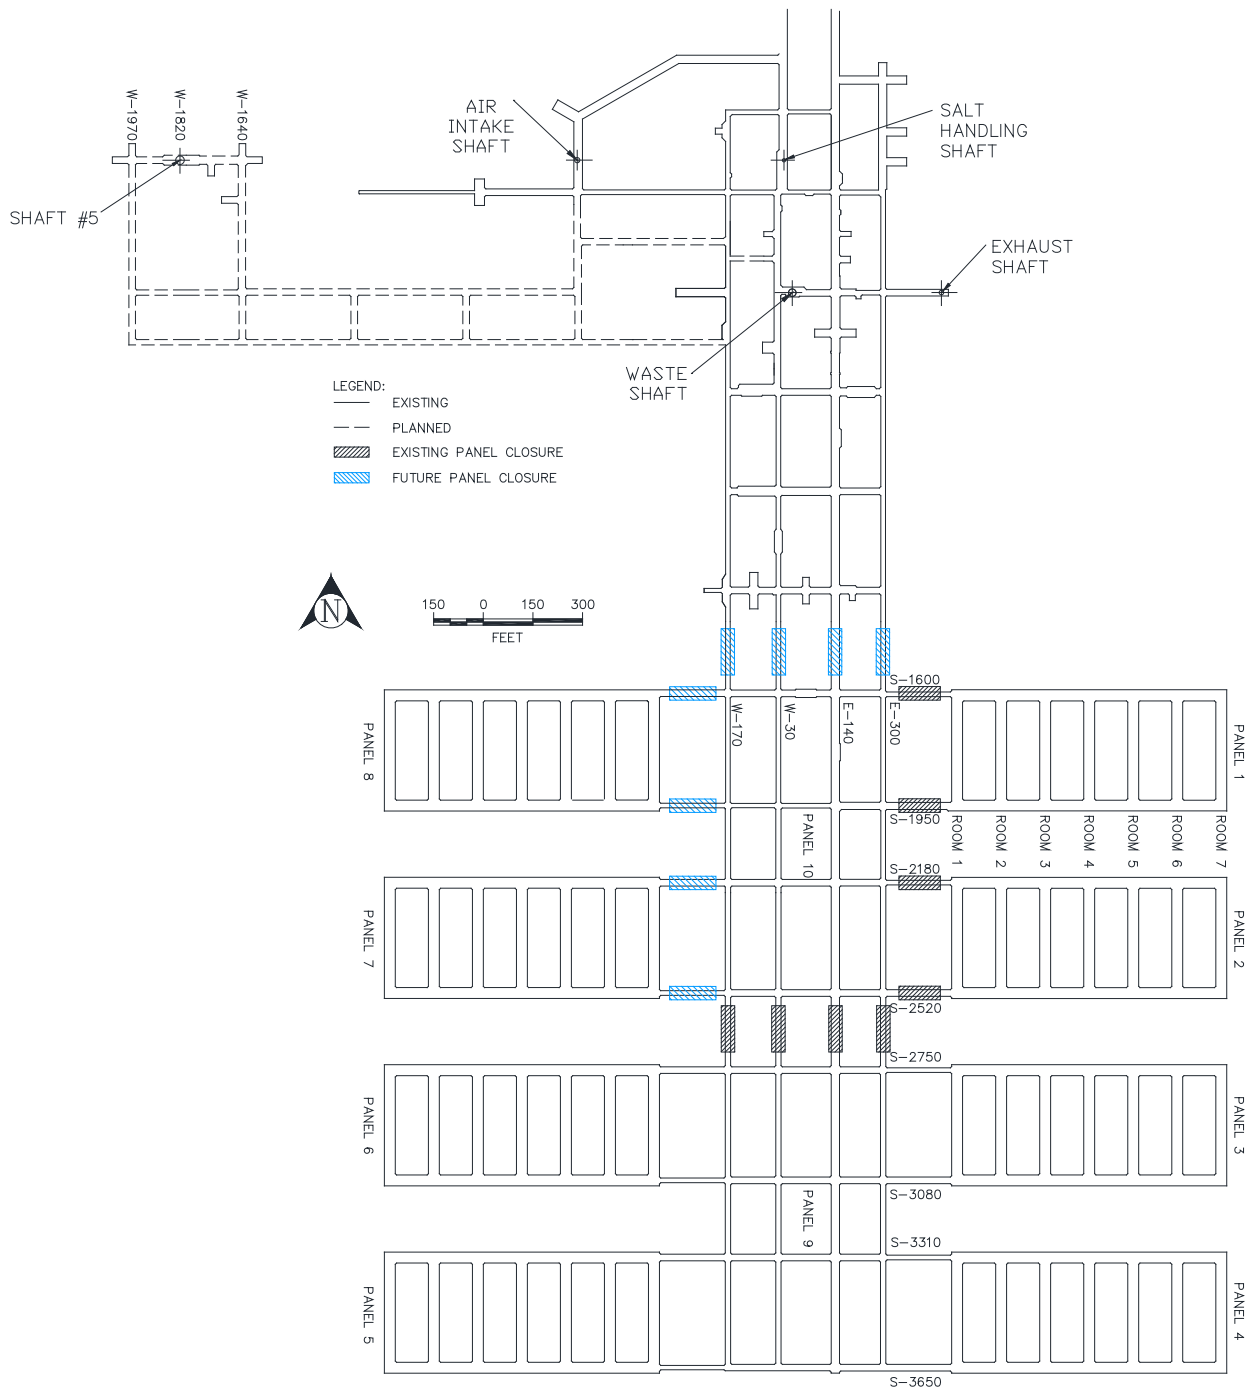 W-1970
W-1820
W-1640
AIR
INTAKE
SHAFT
SALT
HANDLING
SHAFT
SHAFT #5
EXHAUST
SHAFT
WASTE
SHAFT
LEGEND:
EXISTING
PLANNED
EXISTING PANEL CLOSURE
FUTURE PANEL CLOSURE
N
150 0 150 300
FEET
S-1600
W-170
W-30
E-140
E-300
PANEL 8
PANEL 1
S-1950
PANEL 10
ROOM 1
ROOM 2
ROOM 3
ROOM 4
ROOM 5
ROOM 6
ROOM 7
S-2180
PANEL 7
PANEL 2
S-2520
S-2750
PANEL 6
PANEL 3
S-3080
PANEL 9
S-3310
PANEL 5
PANEL 4
S-3650